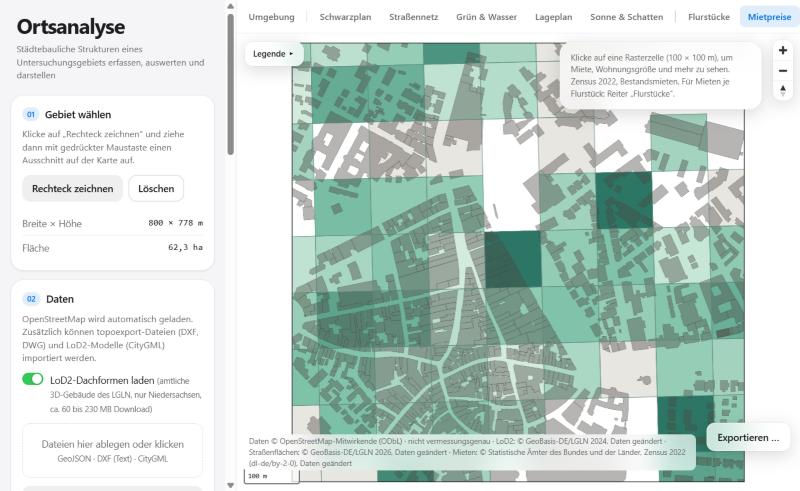 Ortsanalyse
Städtebauliche Strukturen eines
Untersuchungsgebiets erfassen, auswerten und
darstellen
01 Gebiet wählen
Klicke auf „Rechteck zeichnen“ und ziehe
dann mit gedrückter Maustaste einen
Ausschnitt auf der Karte auf.
Rechteck zeichnen Löschen
Breite × Höhe 800 × 778 m
Fläche 62,3 ha
02 Daten
OpenStreetMap wird automatisch geladen.
Zusätzlich können topoexport-Dateien (DXF,
DWG) und LoD2-Modelle (CityGML)
importiert werden.
LoD2-Dachformen laden (amtliche
3D-Gebäude des LGLN, nur Niedersachsen,
ca. 60 bis 230 MB Download)
Dateien hier ablegen oder klicken
GeoJSON · DXF (Text) · CityGML
Umgebung Schwarzplan Straßennetz Grün & Wasser Lageplan Sonne & Schatten Flurstücke Mietpreise
Legende ▸
Klicke auf eine Rasterzelle (100 × 100 m), um
Miete, Wohnungsgröße und mehr zu sehen.
Zensus 2022, Bestandsmieten. Für Mieten je
Flurstück: Reiter „Flurstücke“.
Exportieren …
Daten © OpenStreetMap-Mitwirkende (ODbL) · nicht vermessungsgenau · LoD2: © GeoBasis-DE/LGLN 2024, Daten geändert ·
Straßenflächen: © GeoBasis-DE/LGLN 2026, Daten geändert · Mieten: © Statistische Ämter des Bundes und der Länder, Zensus 2022
(dl-de/by-2-0), Daten geändert
100 m